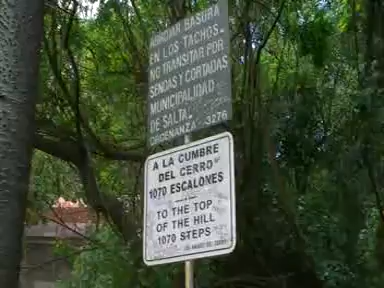 ARROJAR BASURA
EN LOS TACHOS.
NO TRANSITAR POR
SENDAS Y CORTADAS
MUNICIPALIDAD
DE SALTA.
ORDENANZA 3276
A LA CUMBRE
DEL CERRO
1070 ESCALONES
TO THE TOP
OF THE HILL
1070 STEPS